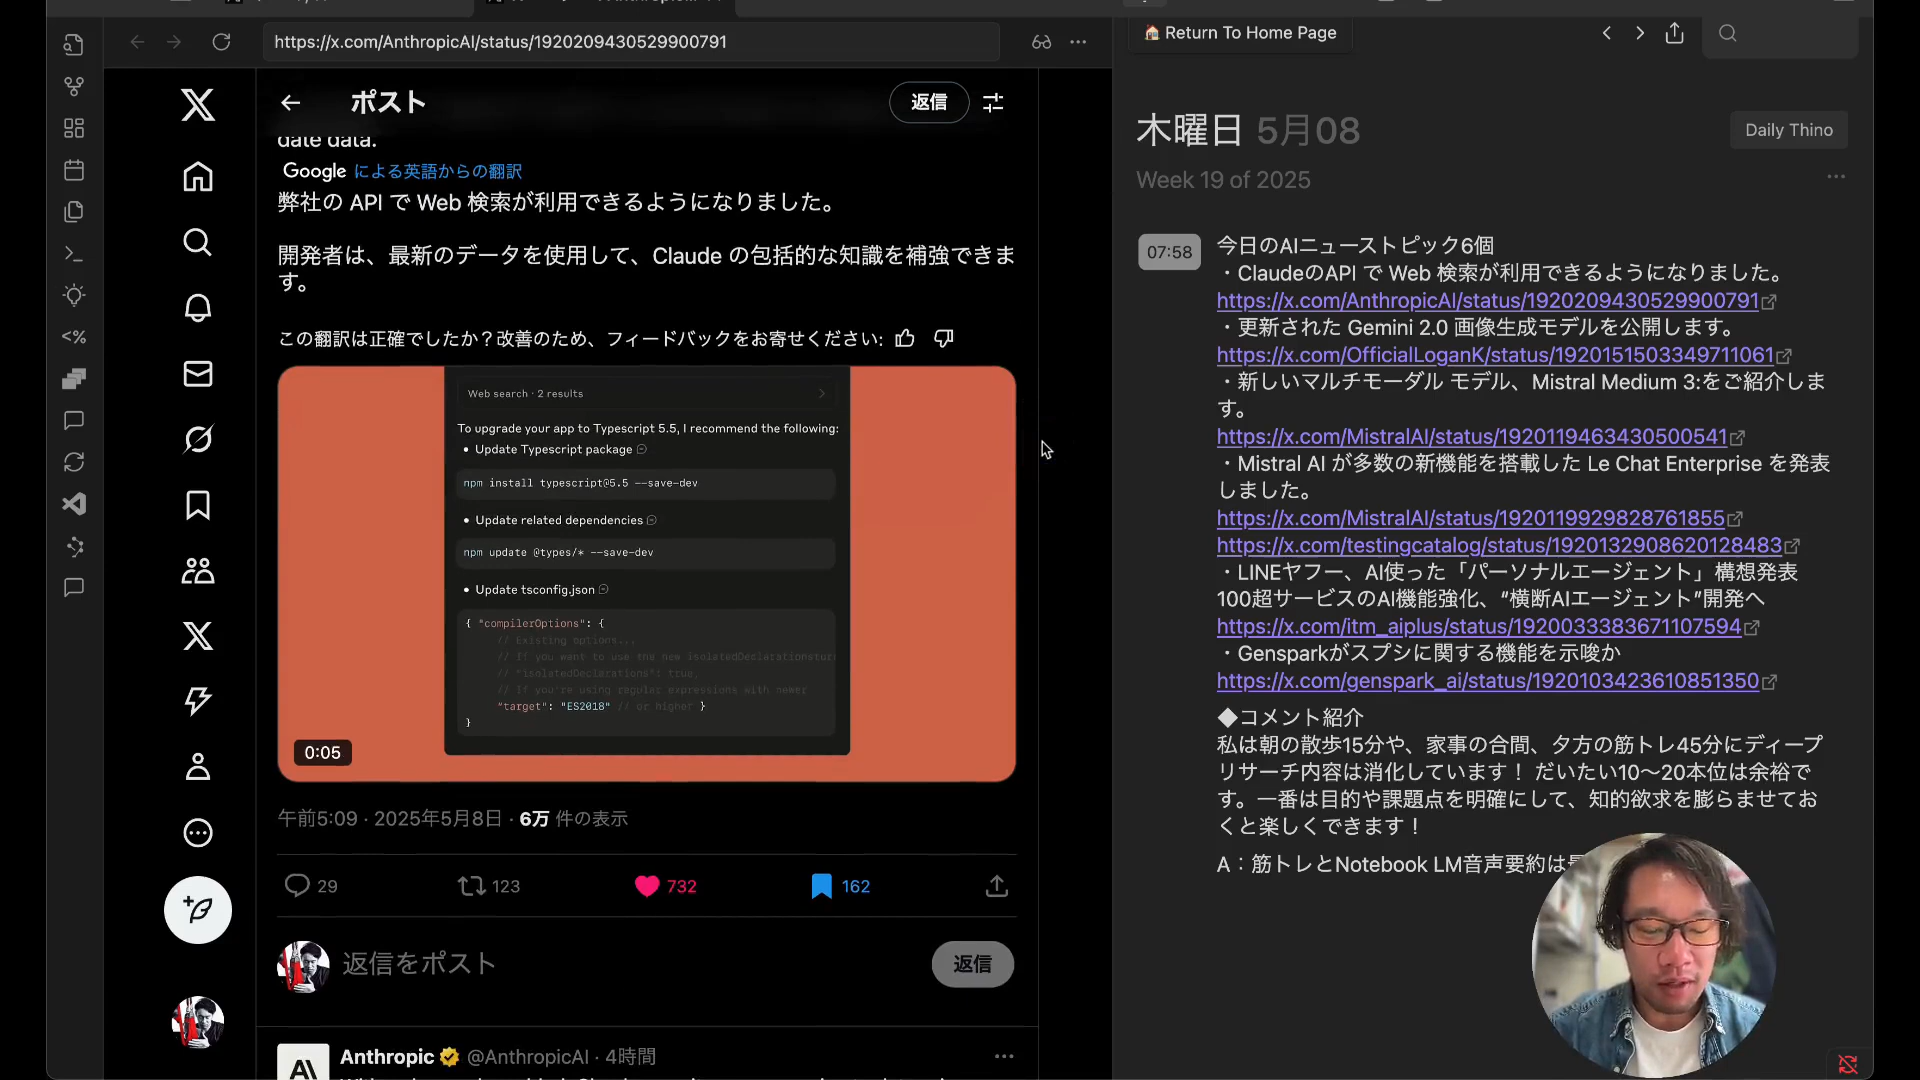 https://x.com/AnthropicAI/status/1920209430529900791
ポスト
返信
date data.
Google による英語からの翻訳
弊社の API で Web 検索が利用できるようになりました。
開発者は、最新のデータを使用して、Claude の包括的な知識を補強できま
す。
この翻訳は正確でしたか？改善のため、フィードバックをお寄せください:
Web search · 2 results
To upgrade your app to Typescript 5.5, I recommend the following:
• Update Typescript package
npm install typescript@5.5 --save-dev
• Update related dependencies
npm update @types/* --save-dev
• Update tsconfig.json
{ "compilerOptions": {
// Existing options...
// If you want to use the new isolatedDeclarations
// "isolatedDeclarations": true,
// If you're using regular expressions with newer
"target": "ES2018" // or higher }
}
0:05
午前5:09 · 2025年5月8日 · 6万 件の表示
29
123
732
162
返信をポスト
返信
Anthropic @AnthropicAI · 4時間
Return To Home Page
木曜日 5月08
Daily Thino
Week 19 of 2025
07:58
今日のAIニューストピック6個
・ClaudeのAPI で Web 検索が利用できるようになりました。
https://x.com/AnthropicAI/status/1920209430529900791
・更新された Gemini 2.0 画像生成モデルを公開します。
https://x.com/OfficialLoganK/status/1920151503349711061
・新しいマルチモーダル モデル、Mistral Medium 3:をご紹介しま
す。
https://x.com/MistralAI/status/1920119463430500541
・Mistral AI が多数の新機能を搭載した Le Chat Enterprise を発表
しました。
https://x.com/MistralAI/status/1920119929828761855
https://x.com/testingcatalog/status/1920132908620128483
・LINEヤフー、AI使った「パーソナルエージェント」構想発表
100超サービスのAI機能強化、“横断AIエージェント”開発へ
https://x.com/itm_aiplus/status/1920033383671107594
・Gensparkがスプシに関する機能を示唆か
https://x.com/genspark_ai/status/1920103423610851350
◆コメント紹介
私は朝の散歩15分や、家事の合間、夕方の筋トレ45分にディープ
リサーチ内容は消化しています！ だいたい10〜20本位は余裕で
す。一番は目的や課題点を明確にして、知的欲求を膨らませてお
くと楽しくできます！
A：筋トレとNotebook LM音声要約は